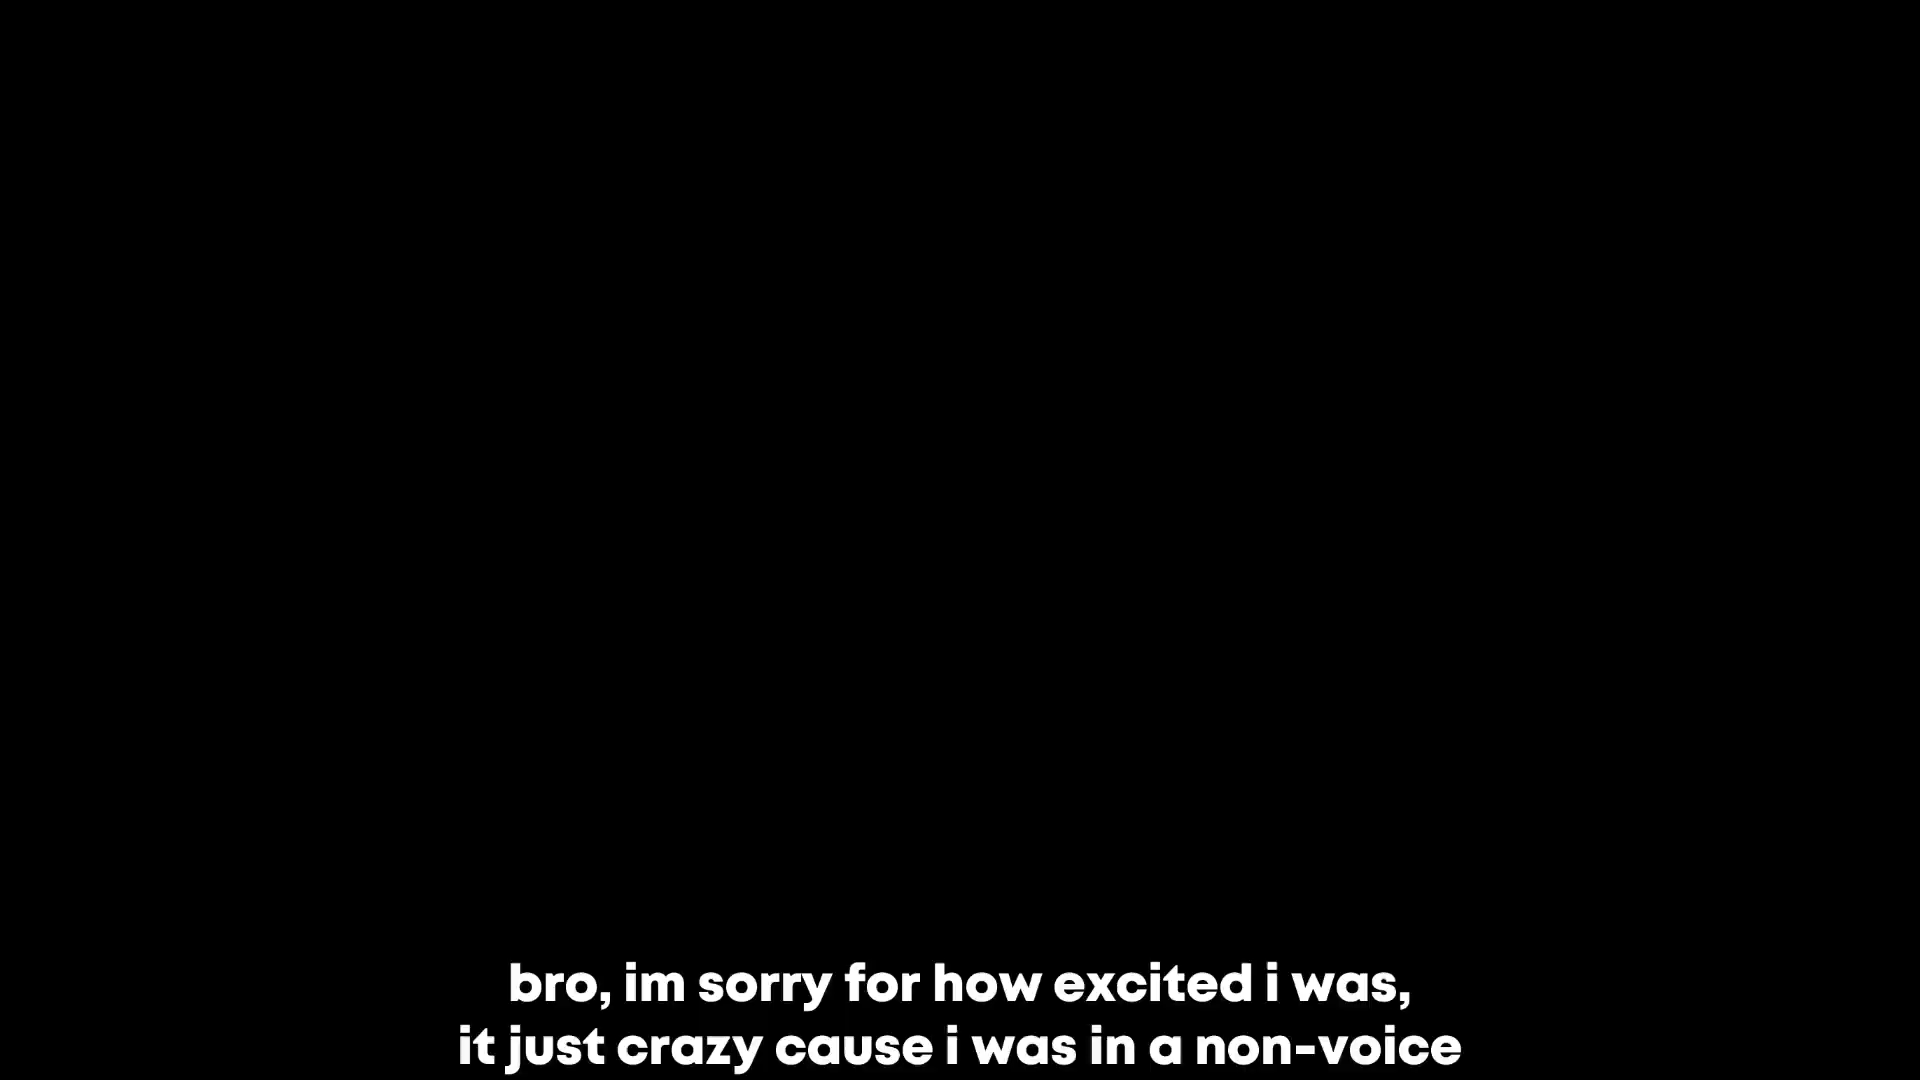 bro, im sorry for how excited i was,
it just crazy cause i was in a non-voice